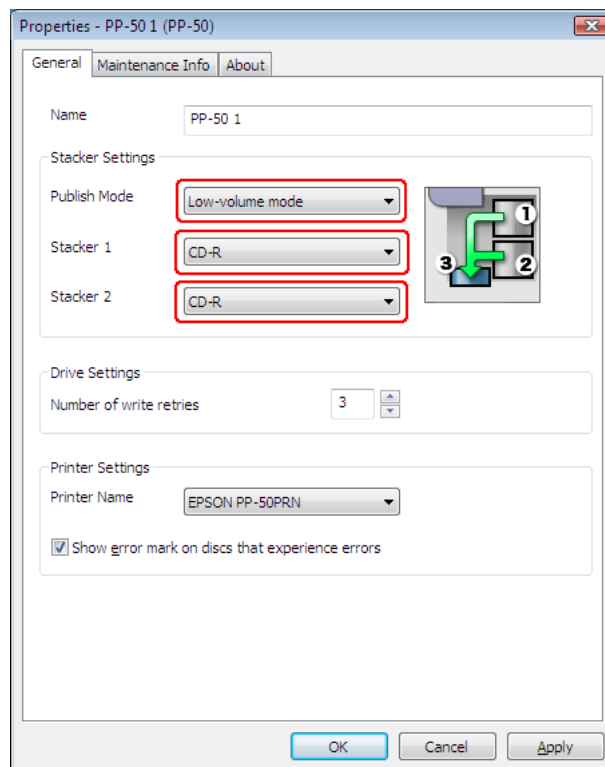 Properties - PP-50 1 (PP-50)
General Maintenance Info About
Name PP-50 1
Stacker Settings
Publish Mode Low-volume mode
1
Stacker 1 CD-R
3 2
Stacker 2 CD-R
Drive Settings
Number of write retries 3
Printer Settings
Printer Name EPSON PP-50PRN
Show error mark on discs that experience errors
OK Cancel Apply